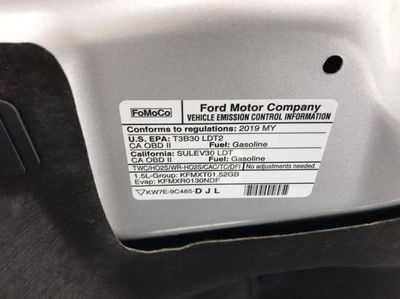 FoMoCo
Ford Motor Company
VEHICLE EMISSION CONTROL INFORMATION
Conforms to regulations: 2019 MY
U.S. EPA: T3B30 LDT2
CA OBD II Fuel: Gasoline
California: SULEV30 LDT
CA OBD II Fuel: Gasoline
TWC/HO2S/WR-HO2S/CAC/TC/DFI No adjustments needed.
1.5L-Group: KFMXT01.52GB
Evap: KFMXR0130NDF
KW7E-9C485-D J L